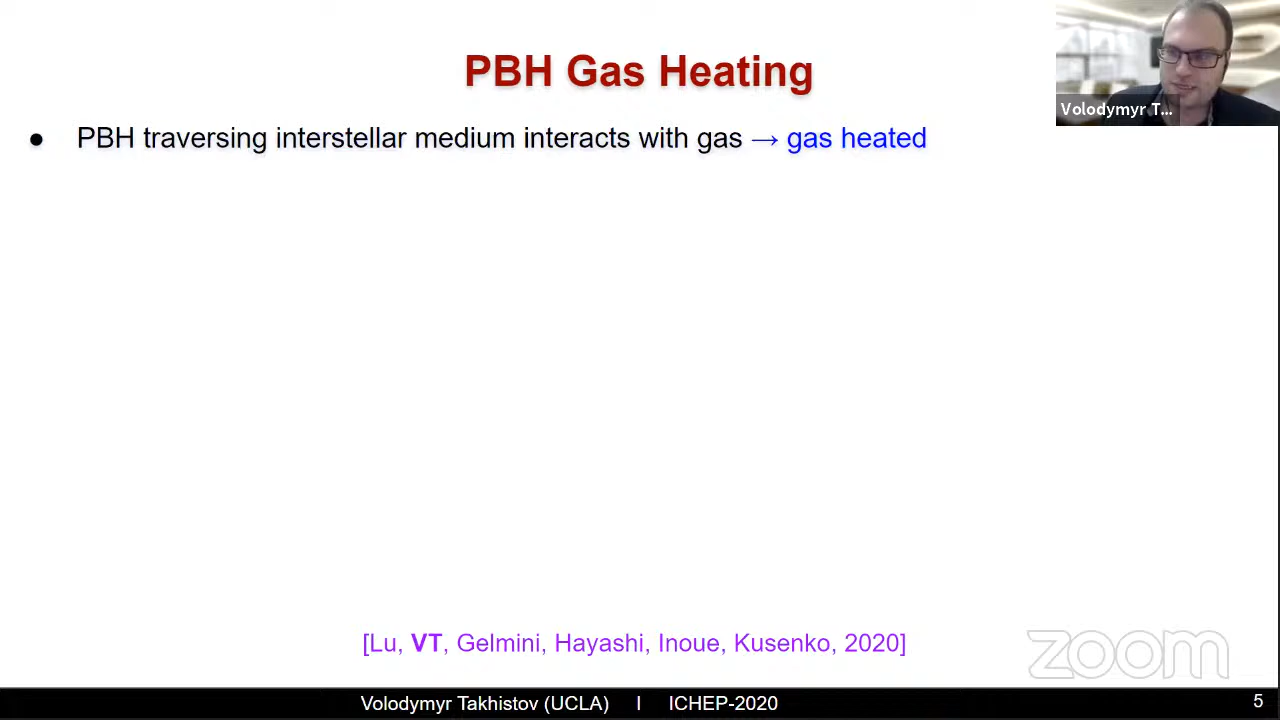 PBH Gas Heating
Volodymyr T...
● PBH traversing interstellar medium interacts with gas → gas heated
[Lu, VT, Gelmini, Hayashi, Inoue, Kusenko, 2020]
zoom
Volodymyr Takhistov (UCLA) I ICHEP-2020
5